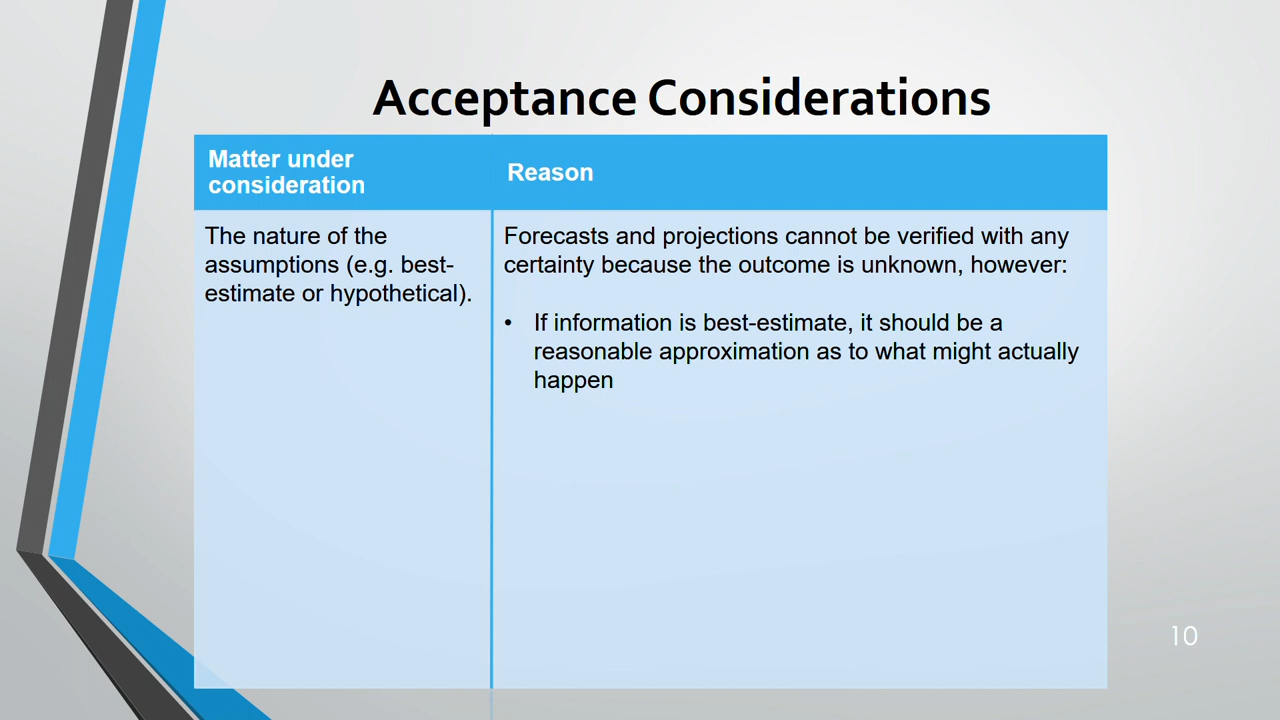 Acceptance Considerations
Matter under
consideration
Reason
The nature of the
assumptions (e.g. best-
estimate or hypothetical).
Forecasts and projections cannot be verified with any
certainty because the outcome is unknown, however:
• If information is best-estimate, it should be a
reasonable approximation as to what might actually
happen
10